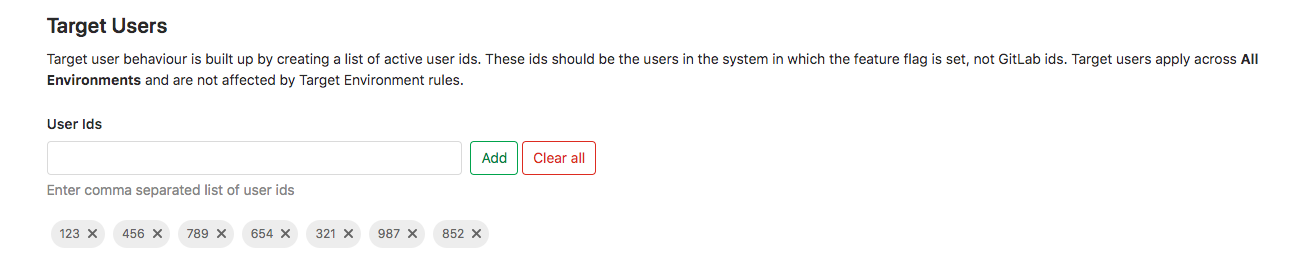 Target Users
Target user behaviour is built up by creating a list of active user ids. These ids should be the users in the system in which the feature flag is set, not GitLab ids. Target users apply across All
Environments and are not affected by Target Environment rules.
User Ids
Add Clear all
Enter comma separated list of user ids
123 456 789 654 321 987 852